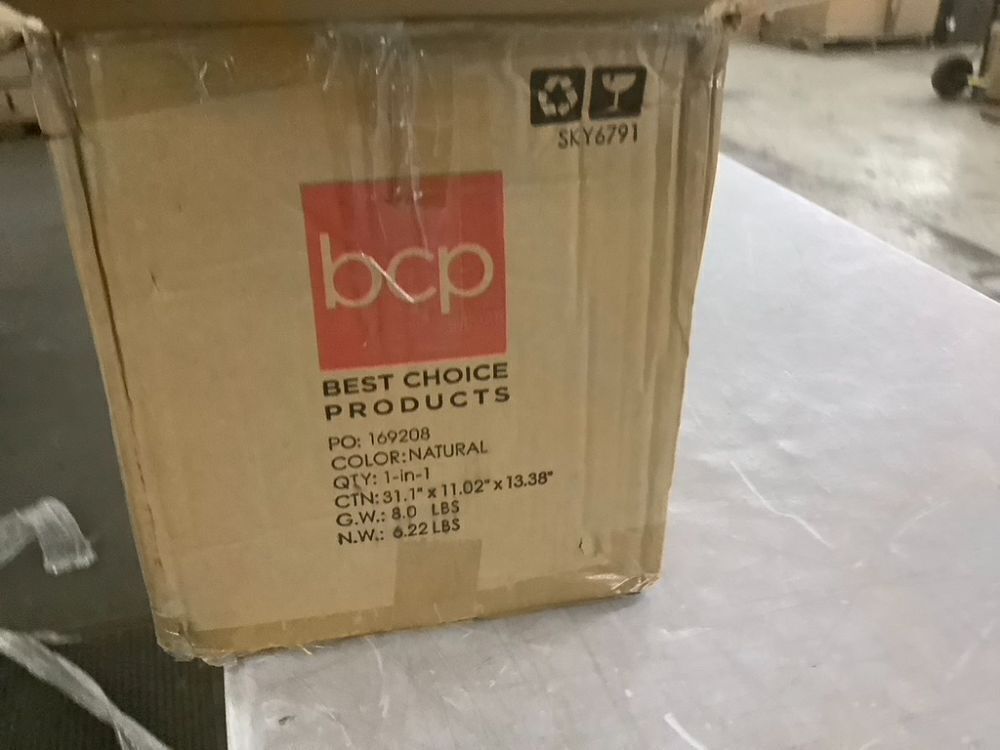 SKY6791
bcp
BEST CHOICE
PRODUCTS
PO: 169208
COLOR: NATURAL
QTY: 1-in-1
CTN: 31.1" x 11.02" x 13.38"
G.W.: 8.0 LBS
N.W.: 6.22 LBS